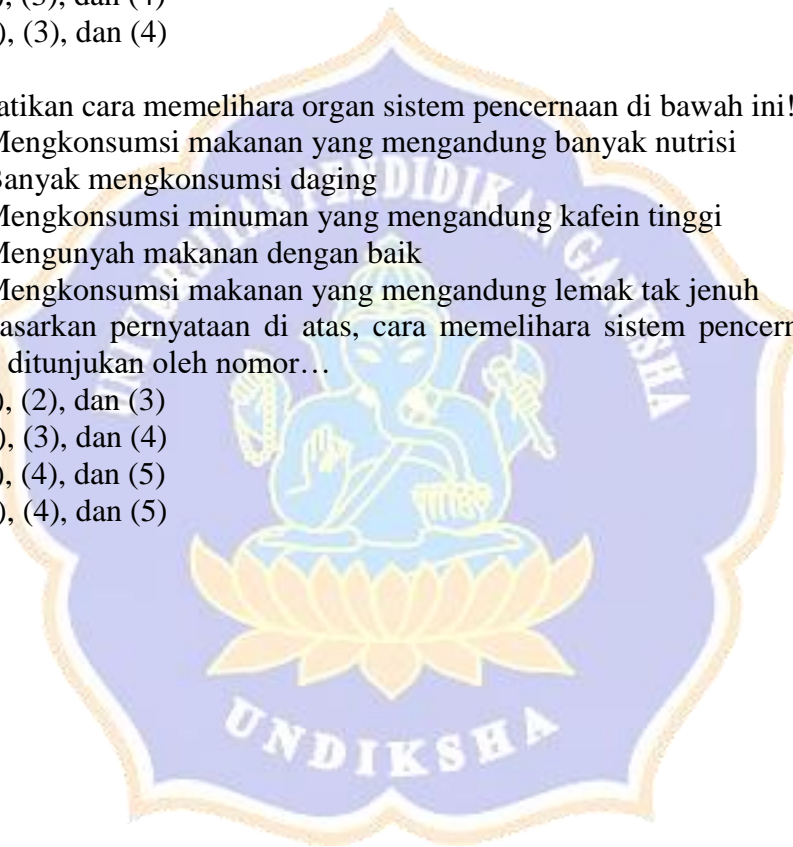 ), (3), dan (4)
), (3), dan (4)
atikan cara memelihara organ sistem pencernaan di bawah ini!
Mengkonsumsi makanan yang mengandung banyak nutrisi
Banyak mengkonsumsi daging
Mengkonsumsi minuman yang mengandung kafein tinggi
Mengunyah makanan dengan baik
Mengkonsumsi makanan yang mengandung lemak tak jenuh
asarkan pernyataan di atas, cara memelihara sistem pencern
ditunjukan oleh nomor…
), (2), dan (3)
), (3), dan (4)
), (4), dan (5)
), (4), dan (5)
UNIVERSITAS PENDIDIKAN GANESHA
UNDIKSHA